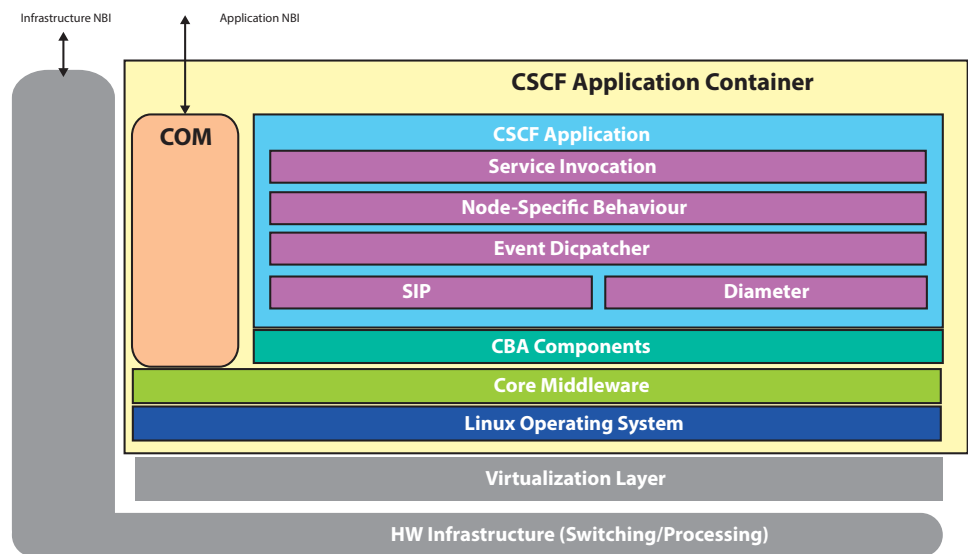 Infrastructure NBI
Application NBI
CSCF Application Container
COM
CSCF Application
Service Invocation
Node-Specific Behaviour
Event Dicpatcher
SIP
Diameter
CBA Components
Core Middleware
Linux Operating System
Virtualization Layer
HW Infrastructure (Switching/Processing)